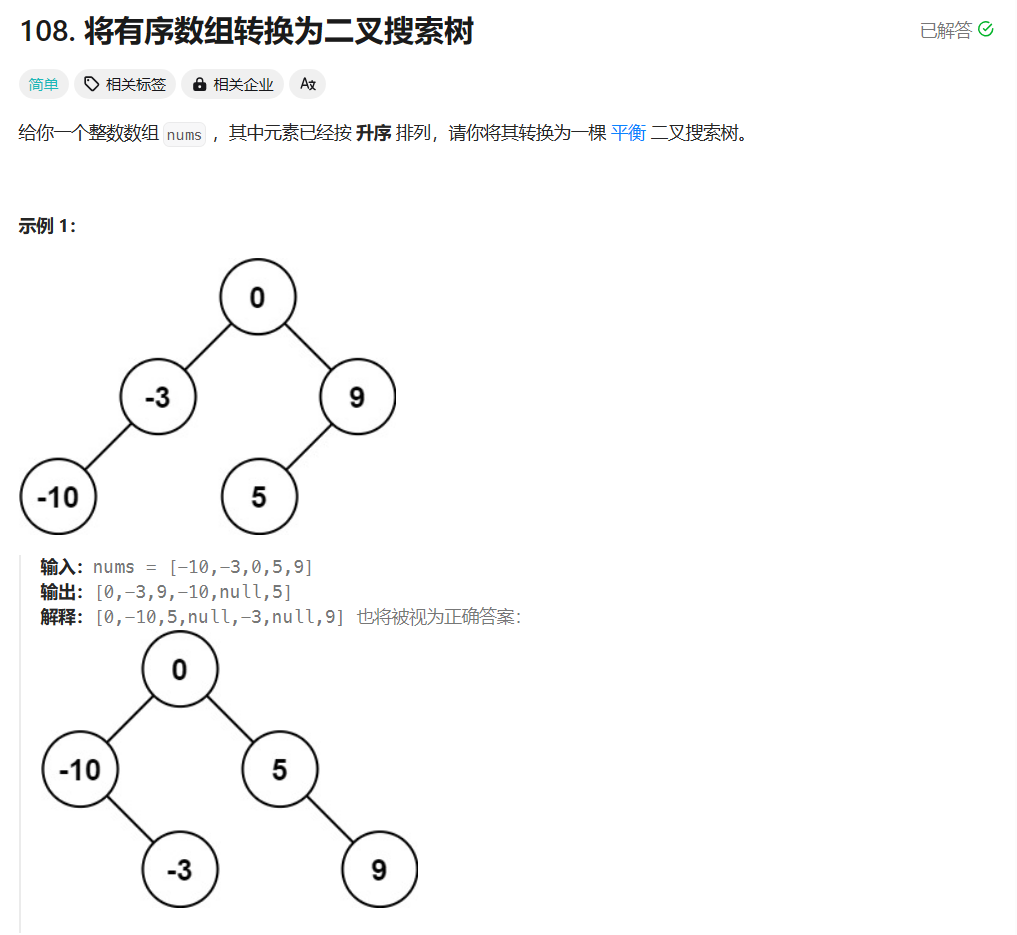 108. 将有序数组转换为二叉搜索树
已解答
简单 相关标签 相关企业
给你一个整数数组 nums ，其中元素已经按 升序 排列，请你将其转换为一棵 平衡 二叉搜索树。
示例 1：
0
-3 9
-10 5
输入：nums = [-10,-3,0,5,9]
输出：[0,-3,9,-10,null,5]
解释：[0,-10,5,null,-3,null,9] 也将被视为正确答案：
0
-10 5
-3 9